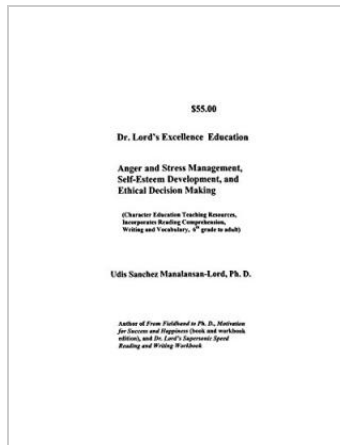 $55.00
Dr. Lord's Excellence Education
Anger and Stress Management,
Self-Esteem Development, and
Ethical Decision Making
(Character Education Teaching Resources,
Incorporates Reading Comprehension,
Writing and Vocabulary, 6th grade to adult)
Udis Sanchez Manalansan-Lord, Ph. D.
Author of From Fieldhand to Ph. D., Motivation
for Success and Happiness (book and workbook
edition), and Dr. Lord's Supersonic Speed
Reading and Writing Workbook